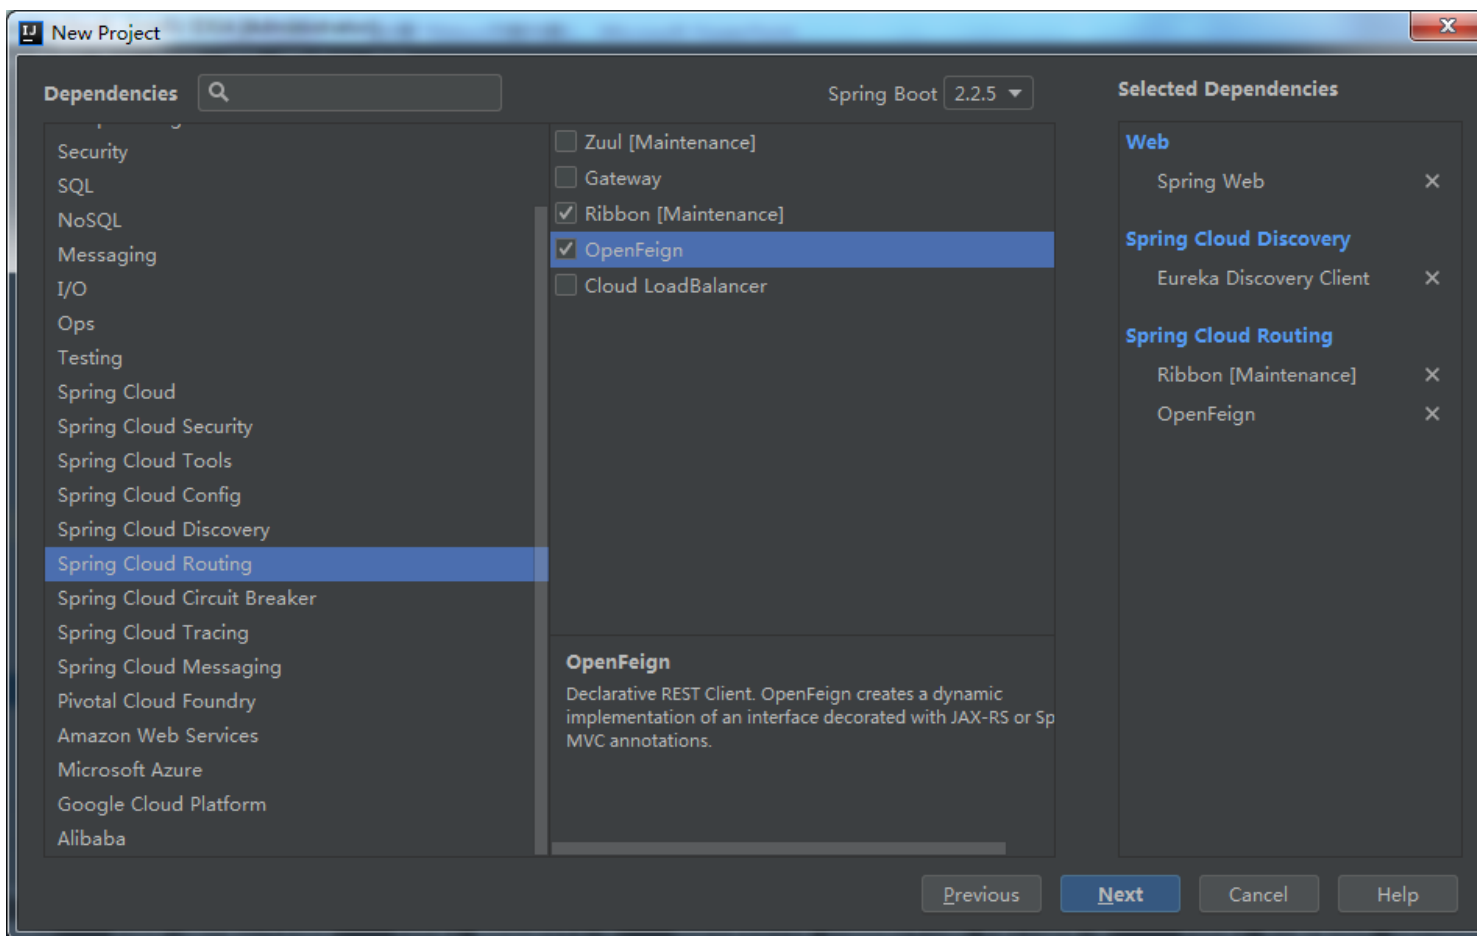 New Project
Dependencies
Spring Boot 2.2.5
Selected Dependencies
Security
SQL
NoSQL
Messaging
I/O
Ops
Testing
Spring Cloud
Spring Cloud Security
Spring Cloud Tools
Spring Cloud Config
Spring Cloud Discovery
Spring Cloud Routing
Spring Cloud Circuit Breaker
Spring Cloud Tracing
Spring Cloud Messaging
Pivotal Cloud Foundry
Amazon Web Services
Microsoft Azure
Google Cloud Platform
Alibaba
Zuul [Maintenance]
Gateway
Ribbon [Maintenance]
OpenFeign
Cloud LoadBalancer
OpenFeign
Declarative REST Client. OpenFeign creates a dynamic
implementation of an interface decorated with JAX-RS or Sp
MVC annotations.
Web
Spring Web
Spring Cloud Discovery
Eureka Discovery Client
Spring Cloud Routing
Ribbon [Maintenance]
OpenFeign
Previous
Next
Cancel
Help